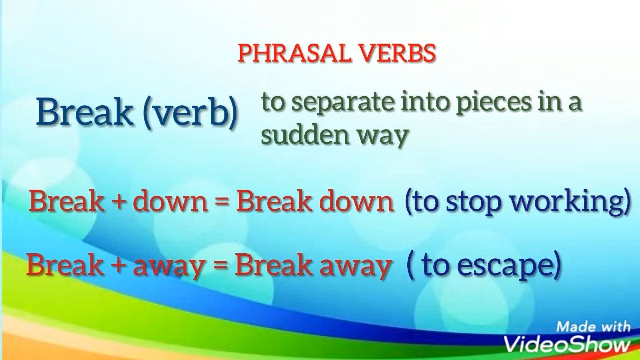 PHRASAL VERBS
Break (verb) to separate into pieces in a
sudden way
Break + down = Break down (to stop working)
Break + away = Break away ( to escape)
Made with
VideoShow